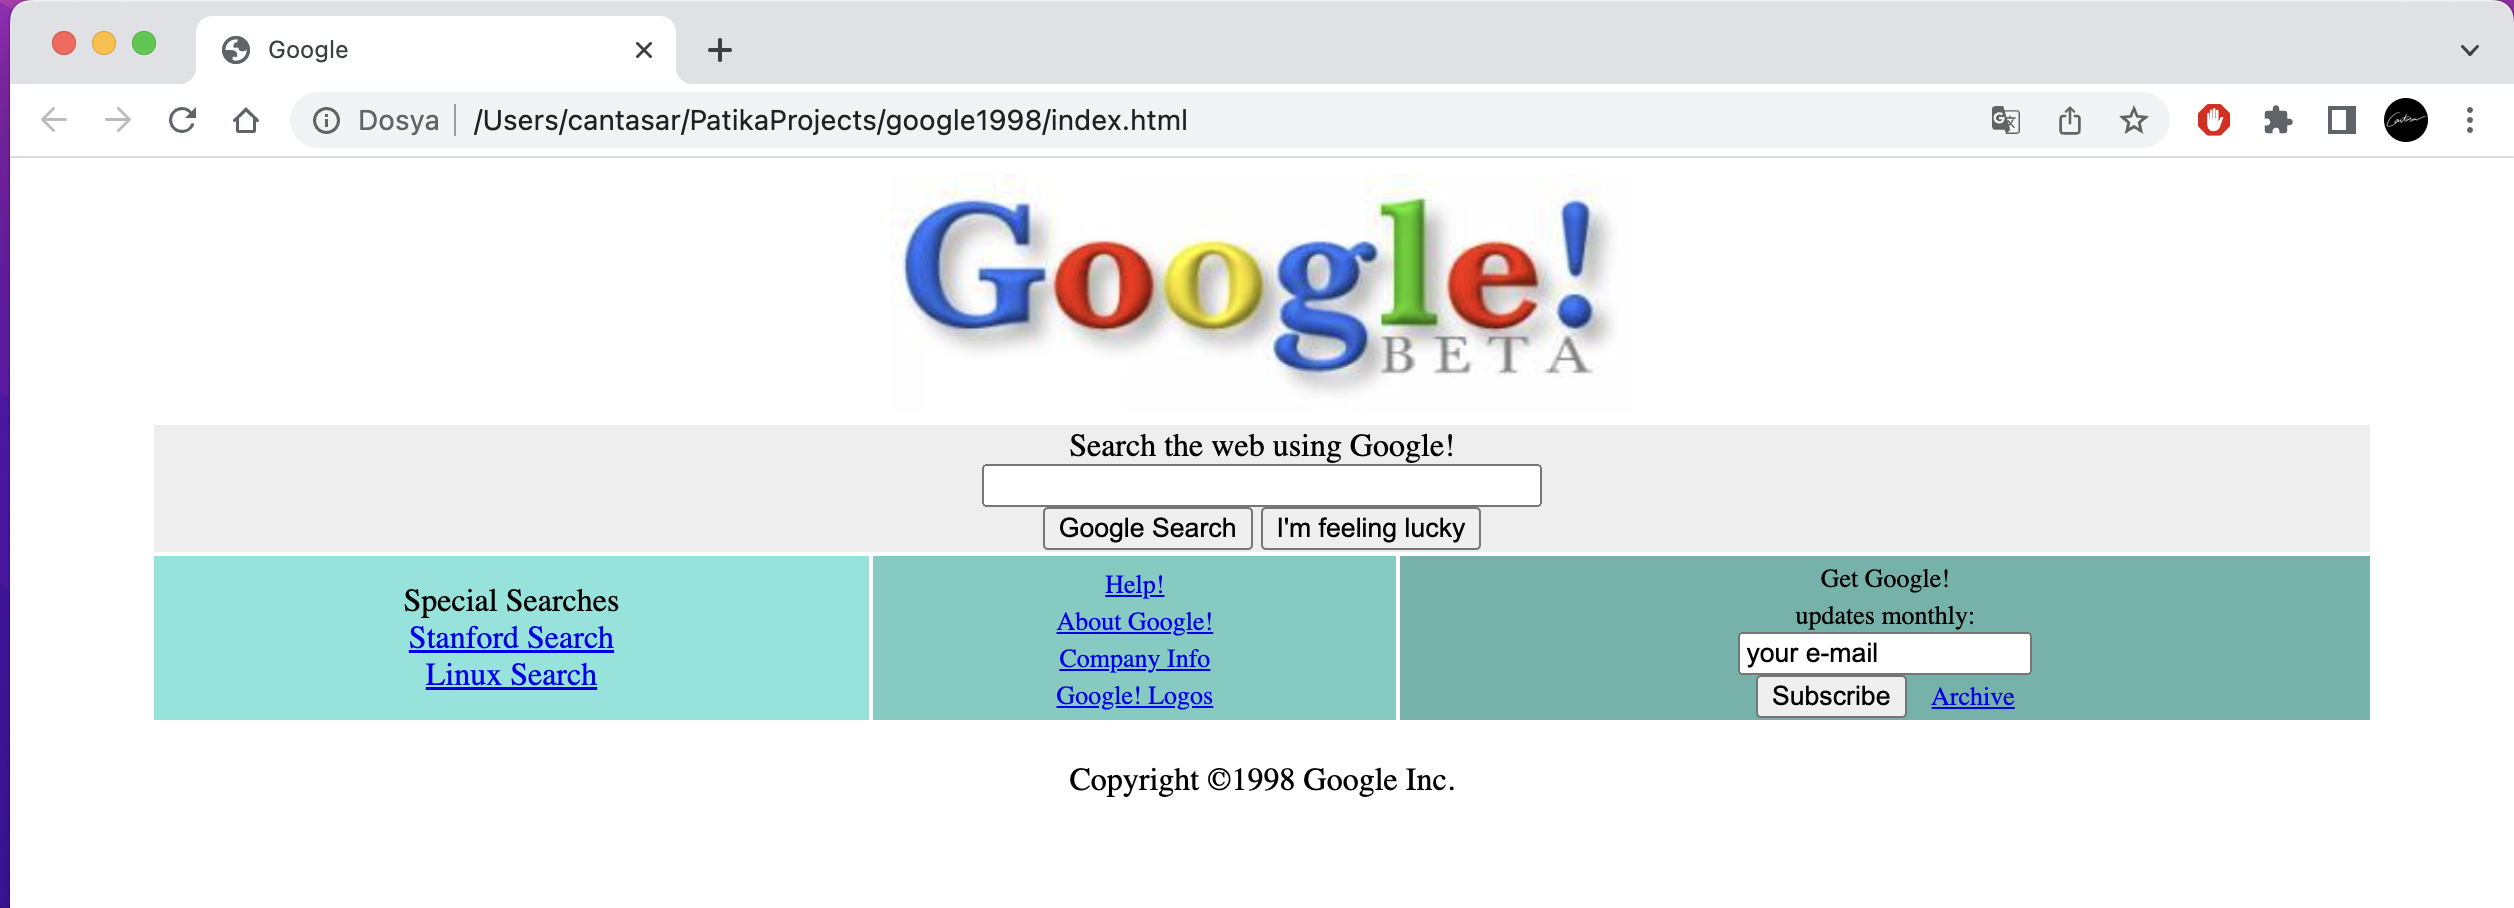 Google
Dosya /Users/cantasar/PatikaProjects/google1998/index.html
Google!
BETA
Search the web using Google!
Google Search I'm feeling lucky
Special Searches
Stanford Search
Linux Search
Help!
About Google!
Company Info
Google! Logos
Get Google!
updates monthly:
your e-mail
Subscribe Archive
Copyright ©1998 Google Inc.